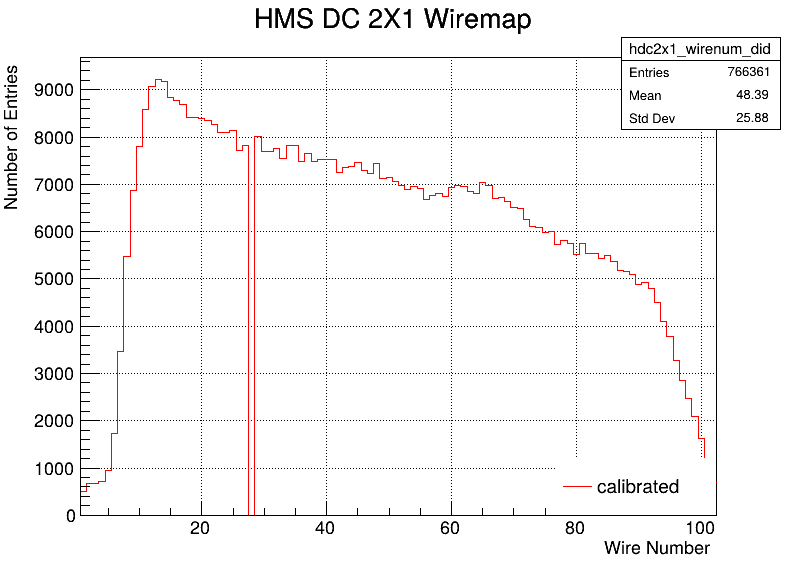 HMS DC 2X1 Wiremap
hdc2x1_wirenum_did
Entries 766361
Mean 48.39
Std Dev 25.88
Number of Entries
9000
8000
7000
6000
5000
4000
3000
2000
1000
0
calibrated
20 40 60 80 100
Wire Number